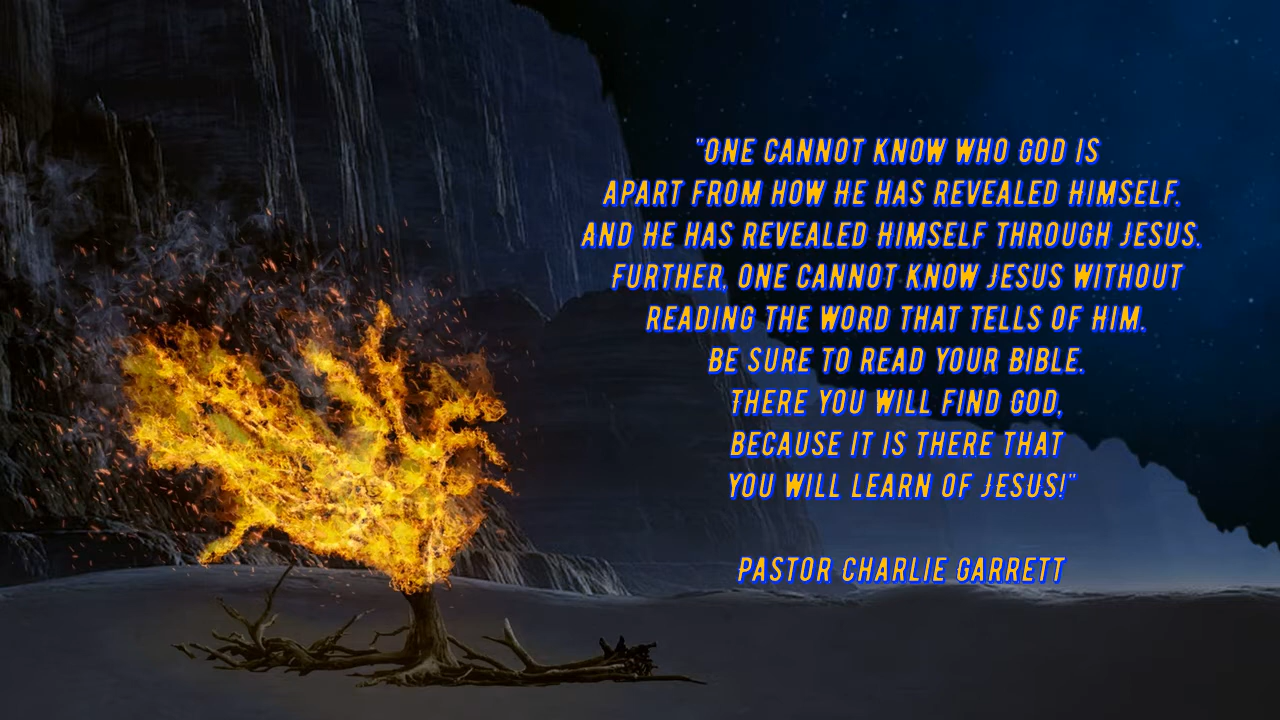 "ONE CANNOT KNOW WHO GOD IS
APART FROM HOW HE HAS REVEALED HIMSELF.
AND HE HAS REVEALED HIMSELF THROUGH JESUS.
FURTHER, ONE CANNOT KNOW JESUS WITHOUT
READING THE WORD THAT TELLS OF HIM.
BE SURE TO READ YOUR BIBLE.
THERE YOU WILL FIND GOD,
BECAUSE IT IS THERE THAT
YOU WILL LEARN OF JESUS!"
PASTOR CHARLIE GARRETT